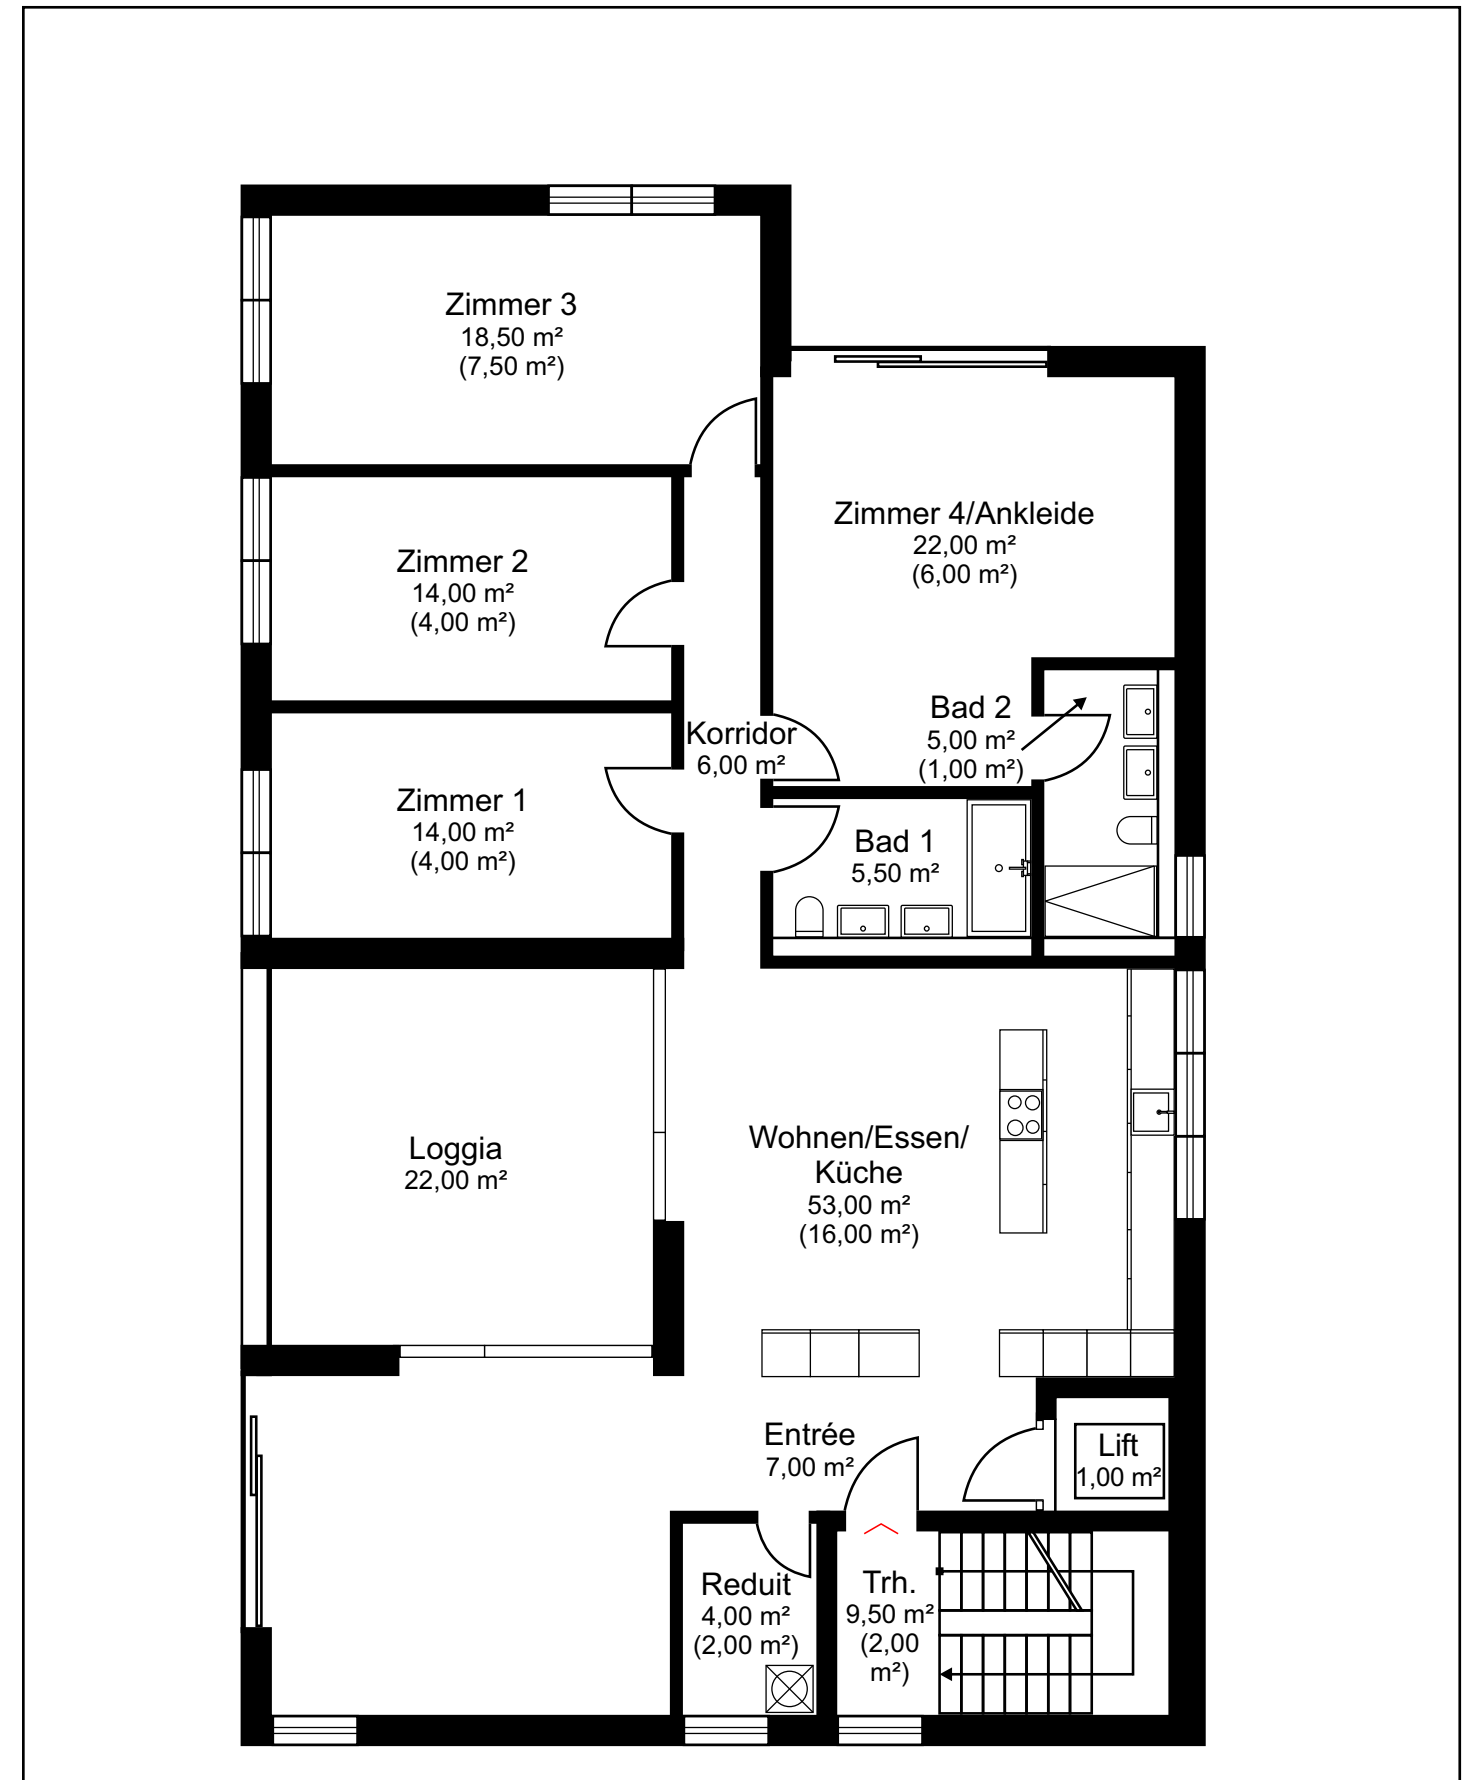 Zimmer 3
18,50 m²
(7,50 m²)
Zimmer 4/Ankleide
22,00 m²
(6,00 m²)
Zimmer 2
14,00 m²
(4,00 m²)
Korridor
6,00 m²
Bad 2
5,00 m²
(1,00 m²)
Zimmer 1
14,00 m²
(4,00 m²)
Bad 1
5,50 m²
Loggia
22,00 m²
Wohnen/Essen/
Küche
53,00 m²
(16,00 m²)
Entrée
7,00 m²
Lift
1,00 m²
Reduit
4,00 m²
(2,00 m²)
Trh.
9,50 m²
(2,00
m²)